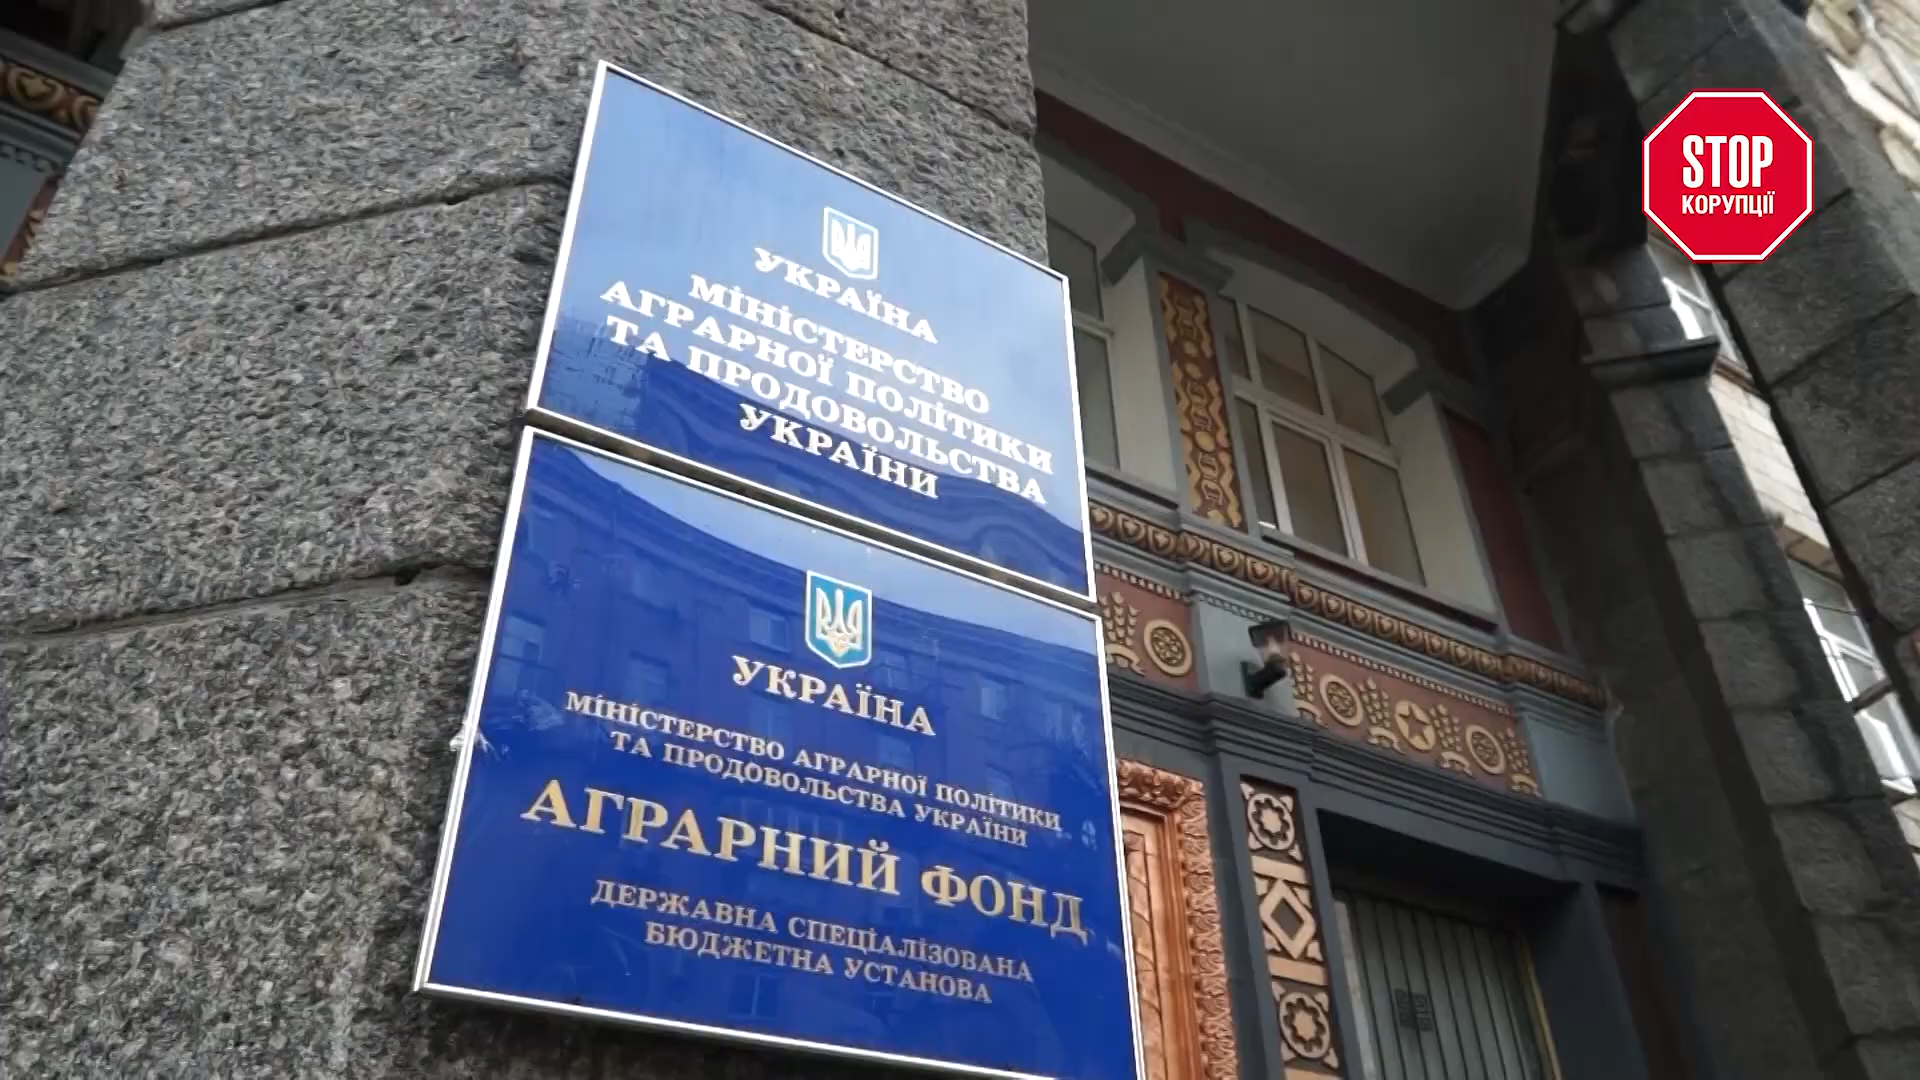 УКРАЇНА
МІНІСТЕРСТВО
АГРАРНОЇ ПОЛІТИКИ
ТА ПРОДОВОЛЬСТВА
УКРАЇНИ
УКРАЇНА
МІНІСТЕРСТВО АГРАРНОЇ ПОЛІТИКИ
ТА ПРОДОВОЛЬСТВА УКРАЇНИ
АГРАРНИЙ ФОНД
ДЕРЖАВНА СПЕЦІАЛІЗОВАНА
БЮДЖЕТНА УСТАНОВА
STOP
КОРУПЦІЇ